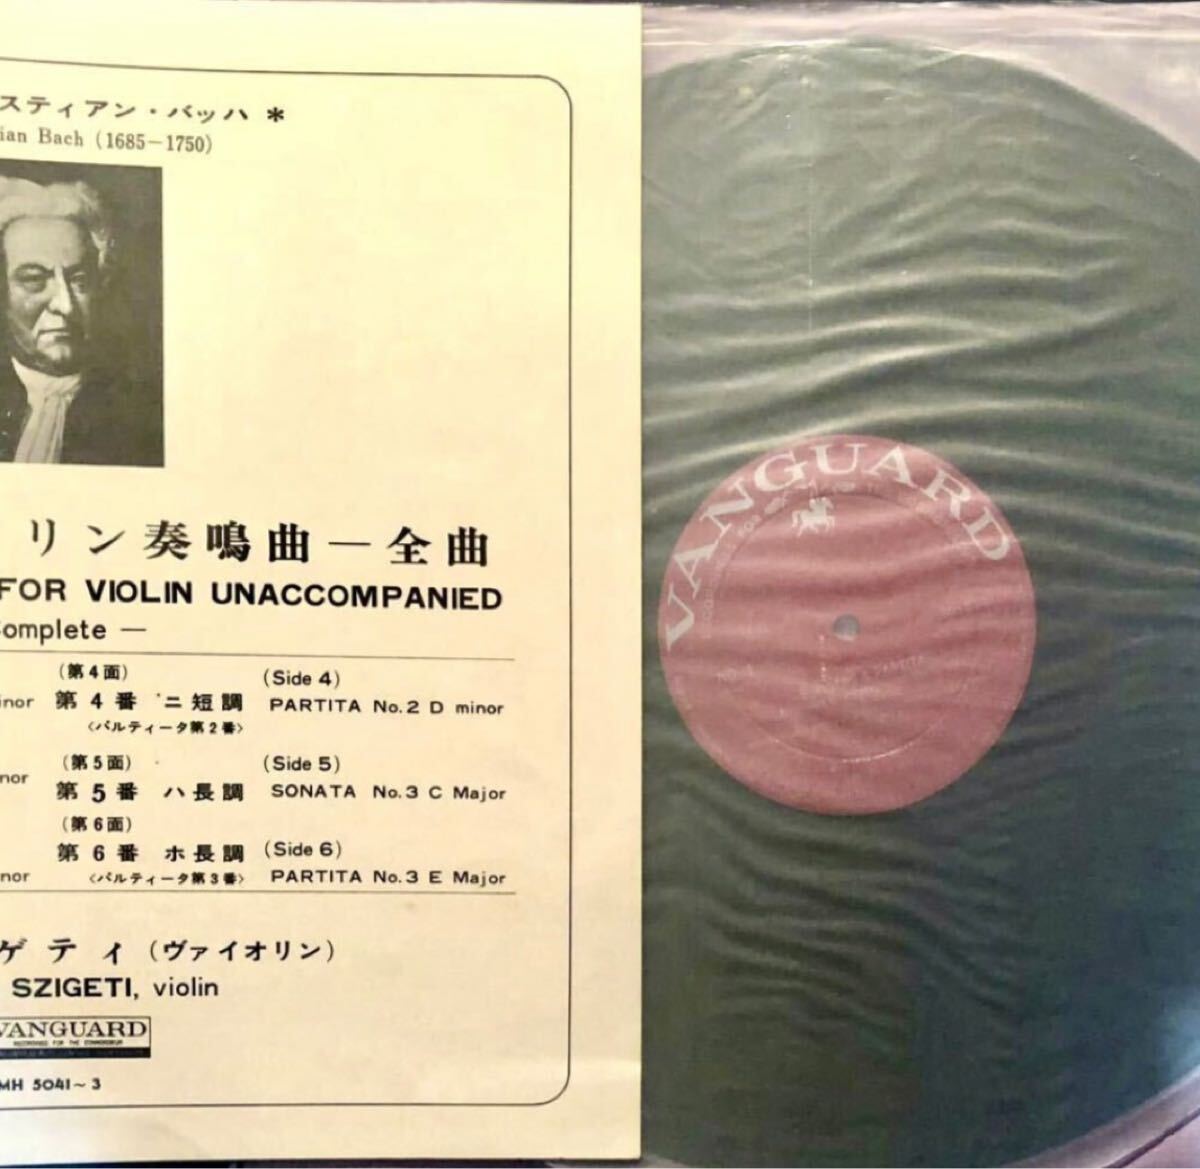 スティアン・バッハ *
ian Bach (1685－1750)
リン奏鳴曲－全曲
FOR VIOLIN UNACCOMPANIED
omplete —
(第4面)
(Side 4)
inor 第4番 ニ短調 PARTITA No.2 D minor
〈パルティータ第2番〉
(第5面)
(Side 5)
nor
第5番 ハ長調 SONATA No.3 C Major
(第6面)
(Side 6)
第6番 ホ長調
nor 〈パルティータ第3番〉 PARTITA No.3 E Major
ゲティ (ヴァイオリン)
SZIGETI, violin
VANGUARD
RECORDINGS FOR THE CONNOISSEUR
MH 5041～3
VANGUARD